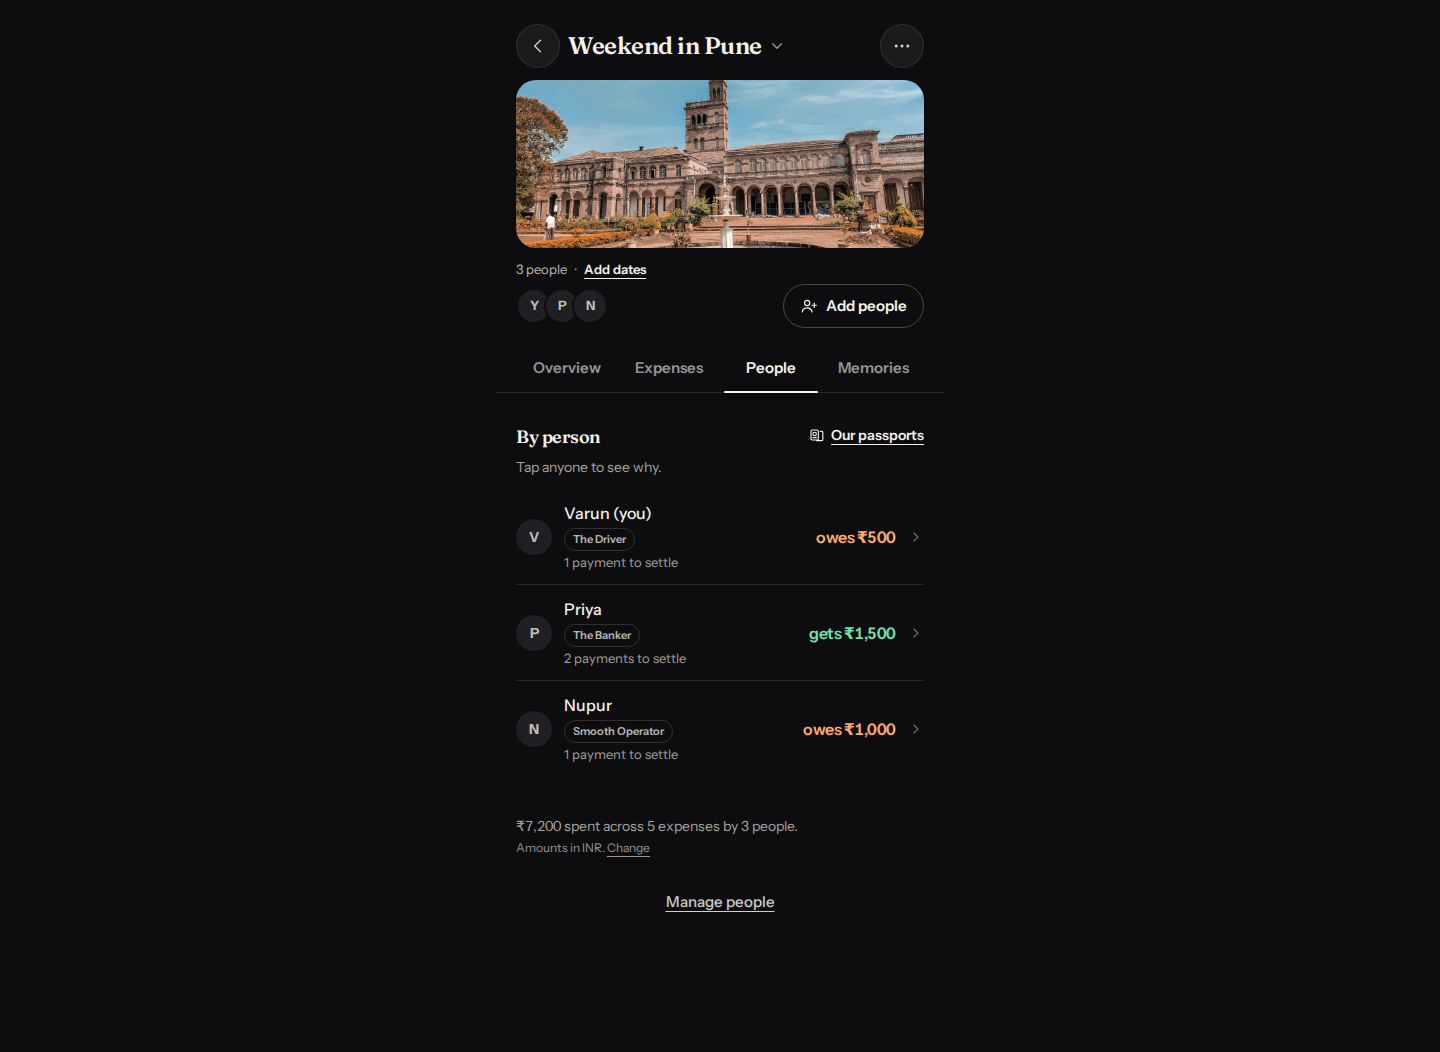 Weekend in Pune
3 people · Add dates
Y P N
Add people
Overview Expenses People Memories
By person
Our passports
Tap anyone to see why.
V
Varun (you)
The Driver
1 payment to settle
owes ₹500
P
Priya
The Banker
2 payments to settle
gets ₹1,500
N
Nupur
Smooth Operator
1 payment to settle
owes ₹1,000
₹7,200 spent across 5 expenses by 3 people.
Amounts in INR. Change
Manage people